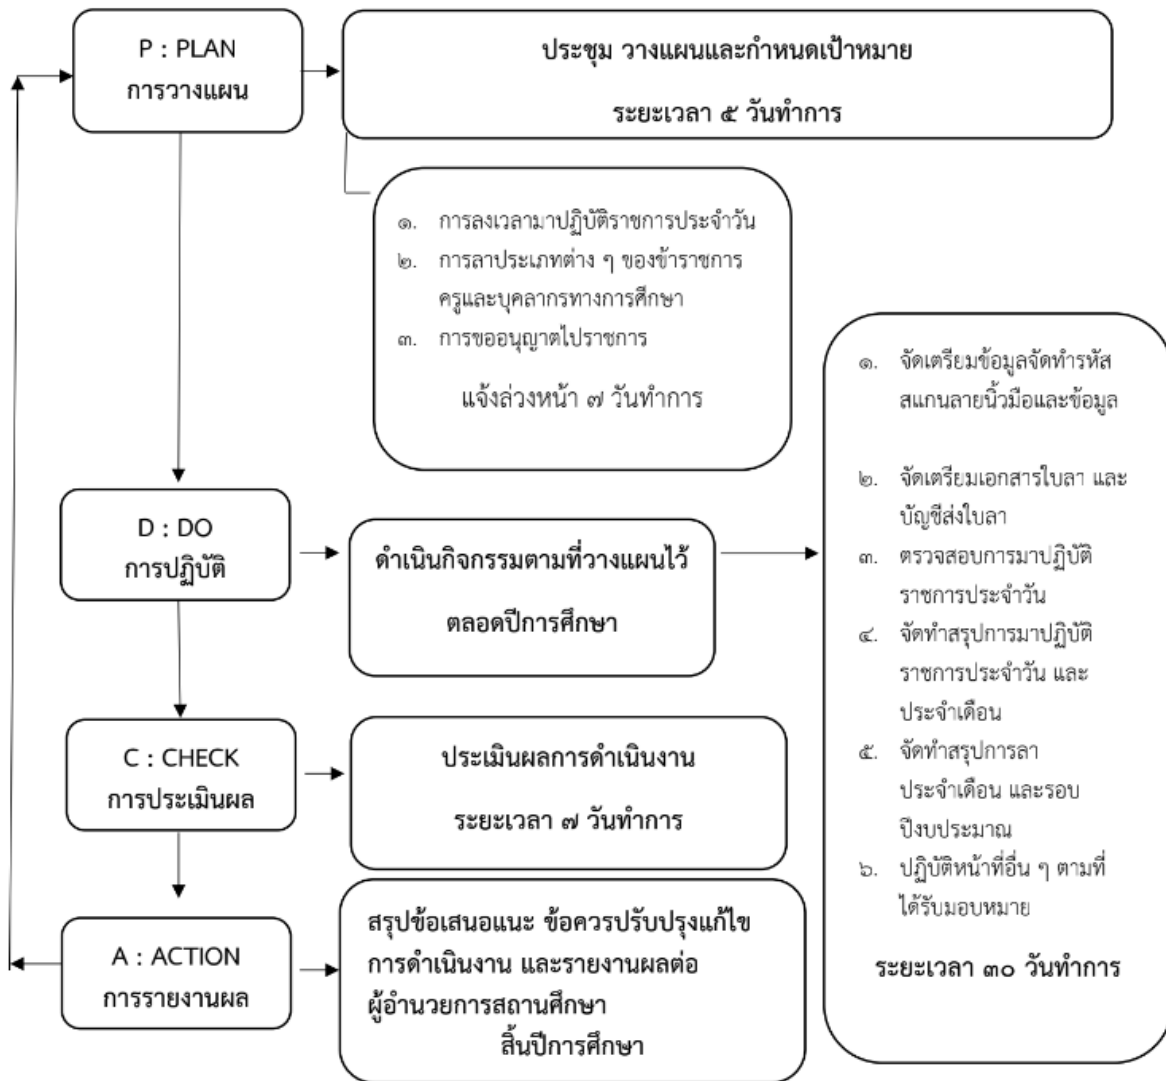 P : PLAN
การวางแผน
ประชุม วางแผนและกำหนดเป้าหมาย
ระยะเวลา ๕ วันทำการ
๑. การลงเวลามาปฏิบัติราชการประจำวัน
๒. การลาประเภทต่าง ๆ ของข้าราชการ
ครูและบุคลากรทางการศึกษา
๓. การขออนุญาตไปราชการ
แจ้งล่วงหน้า ๗ วันทำการ
D : DO
การปฏิบัติ
ดำเนินกิจกรรมตามที่วางแผนไว้
ตลอดปีการศึกษา
๑. จัดเตรียมข้อมูลจัดทำรหัส
สแกนลายนิ้วมือและข้อมูล
๒. จัดเตรียมเอกสารใบลา และ
บัญชีส่งใบลา
๓. ตรวจสอบการมาปฏิบัติ
ราชการประจำวัน
๔. จัดทำสรุปการมาปฏิบัติ
ราชการประจำวัน และ
ประจำเดือน
๕. จัดทำสรุปการลา
ประจำเดือน และรอบ
ปีงบประมาณ
๖. ปฏิบัติหน้าที่อื่น ๆ ตามที่
ได้รับมอบหมาย
ระยะเวลา ๓๐ วันทำการ
C : CHECK
การประเมินผล
ประเมินผลการดำเนินงาน
ระยะเวลา ๗ วันทำการ
A : ACTION
การรายงานผล
สรุปข้อเสนอแนะ ข้อควรปรับปรุงแก้ไข
การดำเนินงาน และรายงานผลต่อ
ผู้อำนวยการสถานศึกษา
สิ้นปีการศึกษา